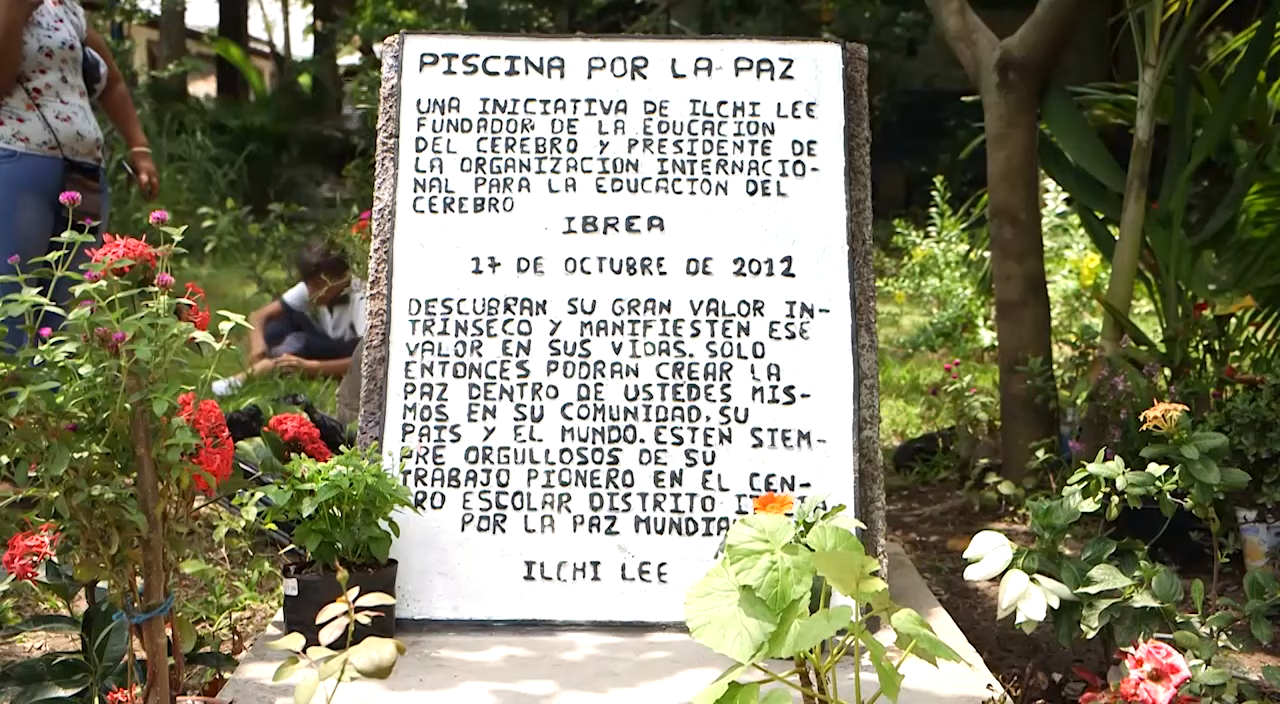 PISCINA POR LA PAZ
UNA INICIATIVA DE ILCHI LEE
FUNDADOR DE LA EDUCACION
DEL CEREBRO Y PRESIDENTE DE
LA ORGANIZACION INTERNACIO-
NAL PARA LA EDUCACION DEL
CEREBRO
IBREA
17 DE OCTUBRE DE 2012
DESCUBRAN SU GRAN VALOR IN-
TRINSECO Y MANIFIESTEN ESE
VALOR EN SUS VIDAS. SOLO
ENTONCES PODRAN CREAR LA
PAZ DENTRO DE USTEDES MIS-
MOS EN SU COMUNIDAD, SU
PAIS Y EL MUNDO. ESTEN SIEM-
PRE ORGULLOSOS DE SU
TRABAJO PIONERO EN EL CEN-
RO ESCOLAR DISTRITO
POR LA PAZ MUNDIA
ILCHI LEE